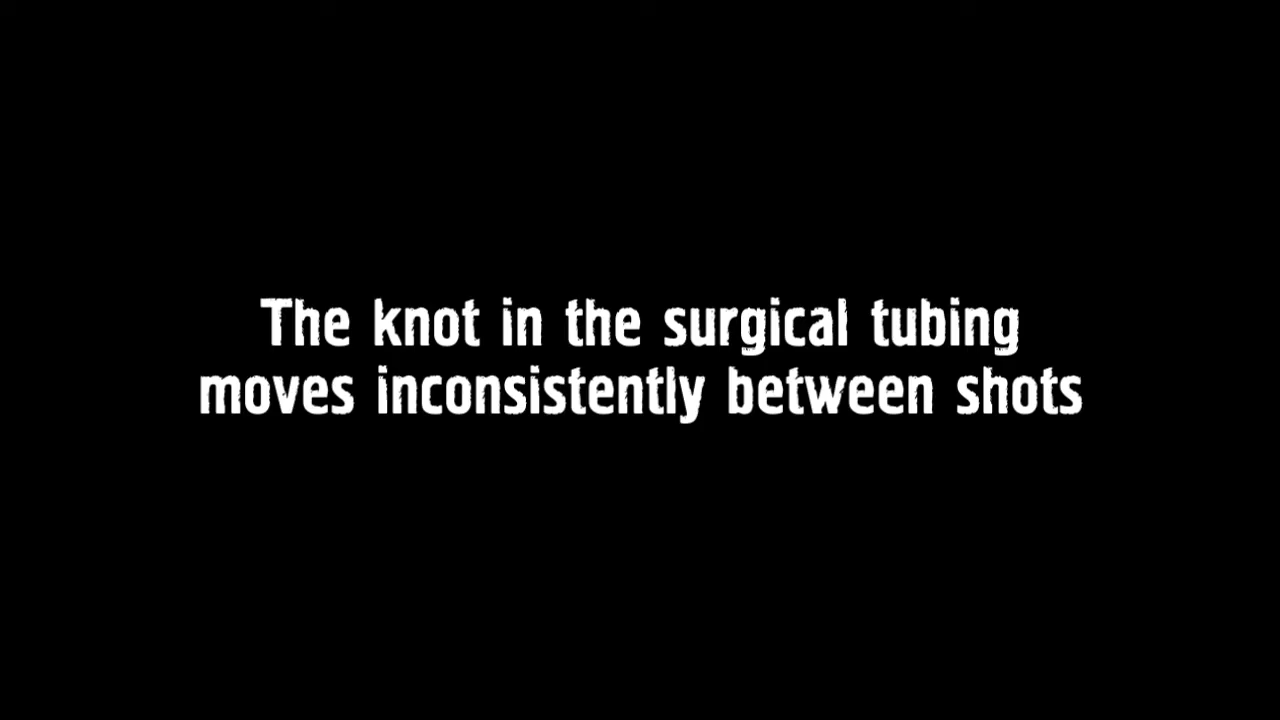 The knot in the surgical tubing
moves inconsistently between shots